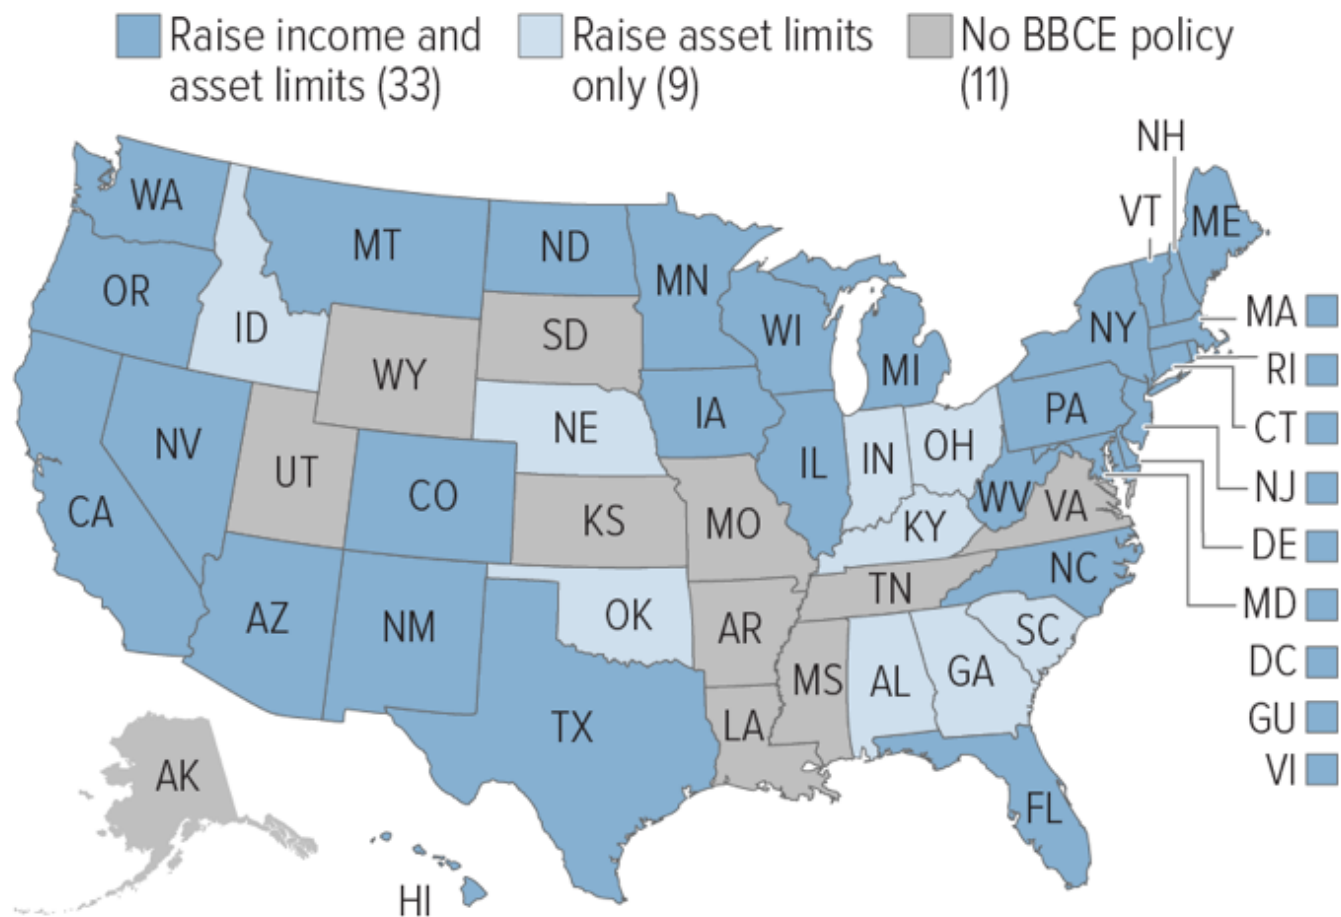 Raise income and
asset limits (33)
Raise asset limits
only (9)
No BBCE policy
(11)
NH
WA
VT
ME
MT
ND
MN
OR
MA
ID
SD
WI
NY
WY
MI
RI
IA
PA
NE
CT
NV
OH
IN
IL
UT
CO
NJ
WV
VA
CA
KS
MO
KY
DE
NC
TN
MD
AZ
NM
OK
AR
SC
DC
MS
AL
GA
GU
TX
LA
VI
AK
FL
HI